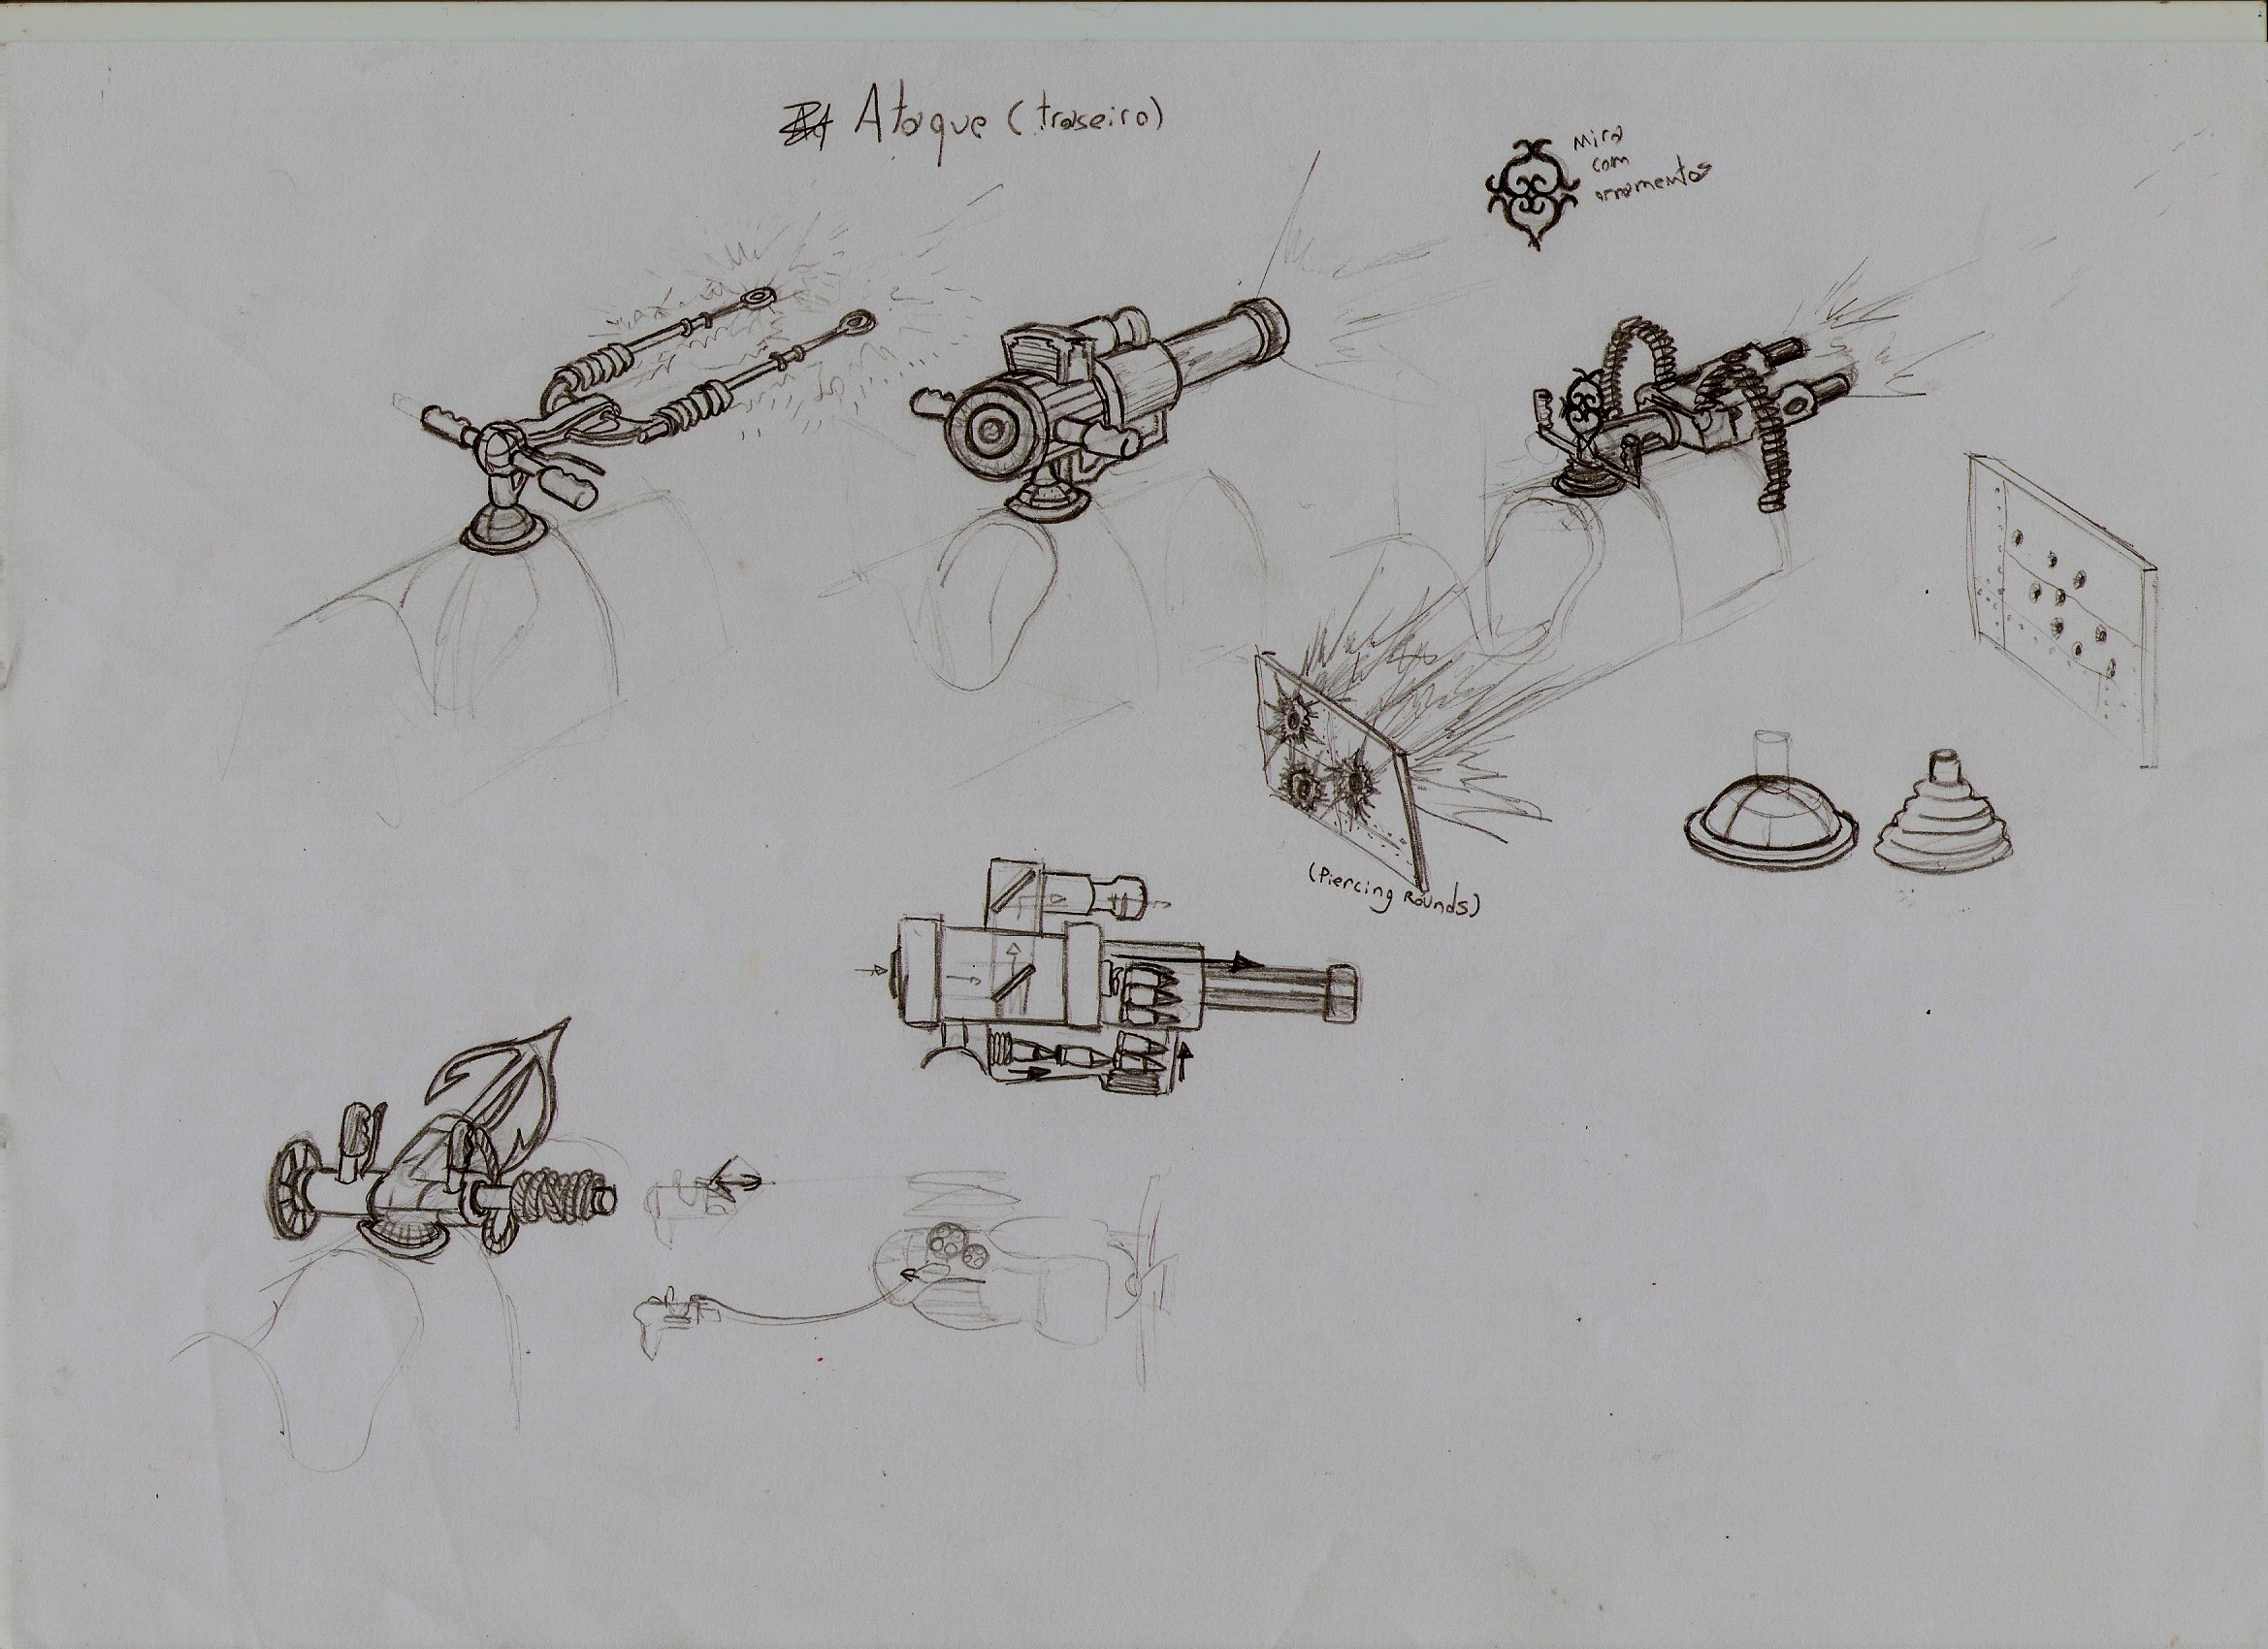 Ataque (traseiro)
Mira
com
ornamentos
(Piercing Rounds)